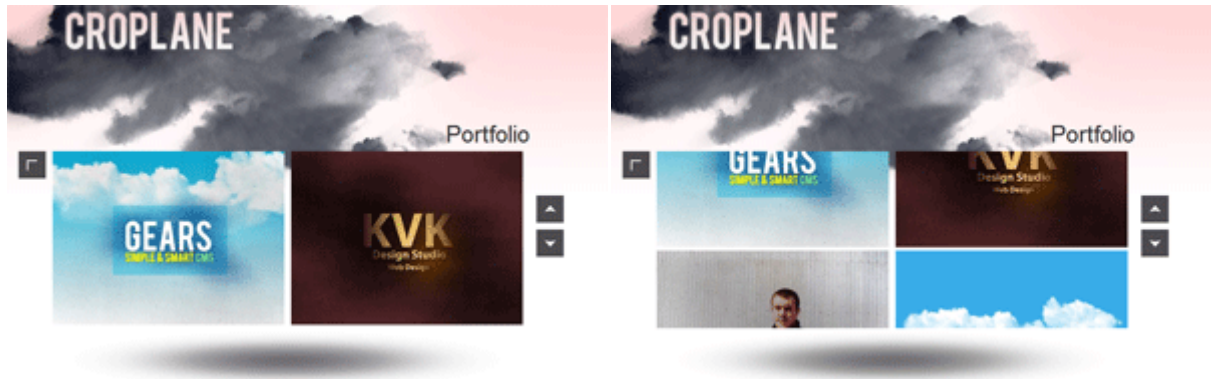 CROPLANE
Portfolio
GEARS
SIMPLE & SMART CMS
KVK
Design Studio
Web Design
CROPLANE
Portfolio
GEARS
SIMPLE & SMART CMS
KVK
Design Studio
Web Design